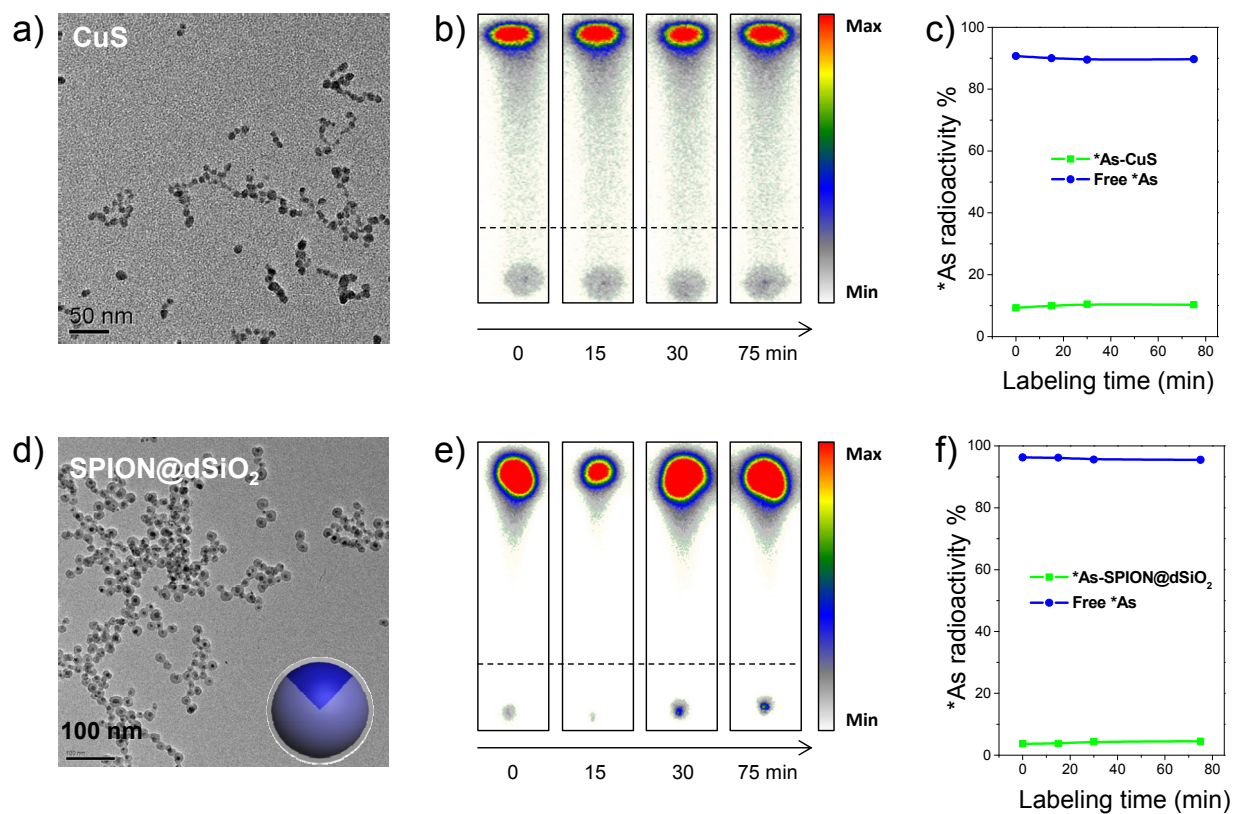 a)
CuS
50 nm
b)
Max
Min
0 15 30 75 min
c)
100
80
60
40
20
0
*As radioactivity %
*As-CuS
Free *As
0 20 40 60 80
Labeling time (min)
d)
SPION@dSiO2
100 nm
100 nm
e)
Max
Min
0 15 30 75 min
f)
100
80
60
40
20
0
*As radioactivity %
*As-SPION@dSiO2
Free *As
0 20 40 60 80
Labeling time (min)